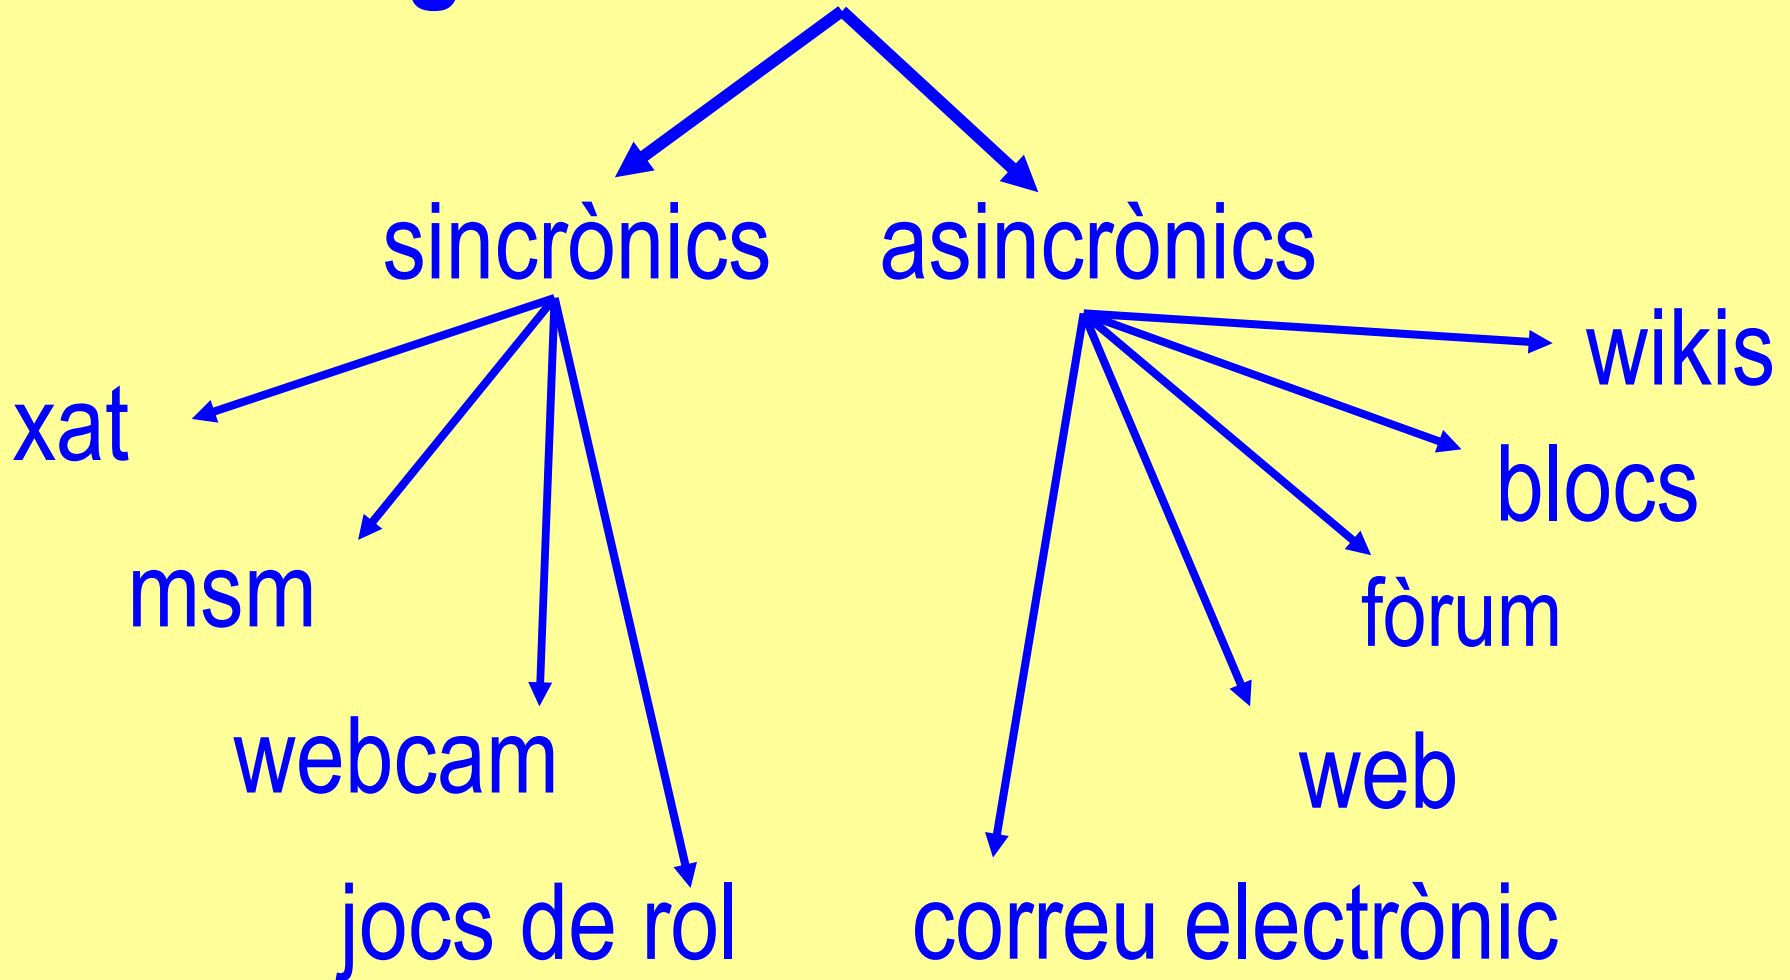 sincrònics asincrònics
wikis
xat
blocs
msm
fòrum
webcam
web
jocs de rol
correu electrònic